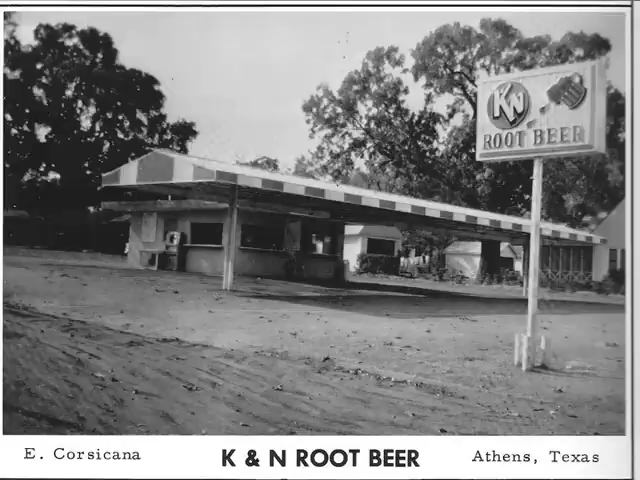 KN
ROOT BEER
E. Corsicana K & N ROOT BEER Athens, Texas